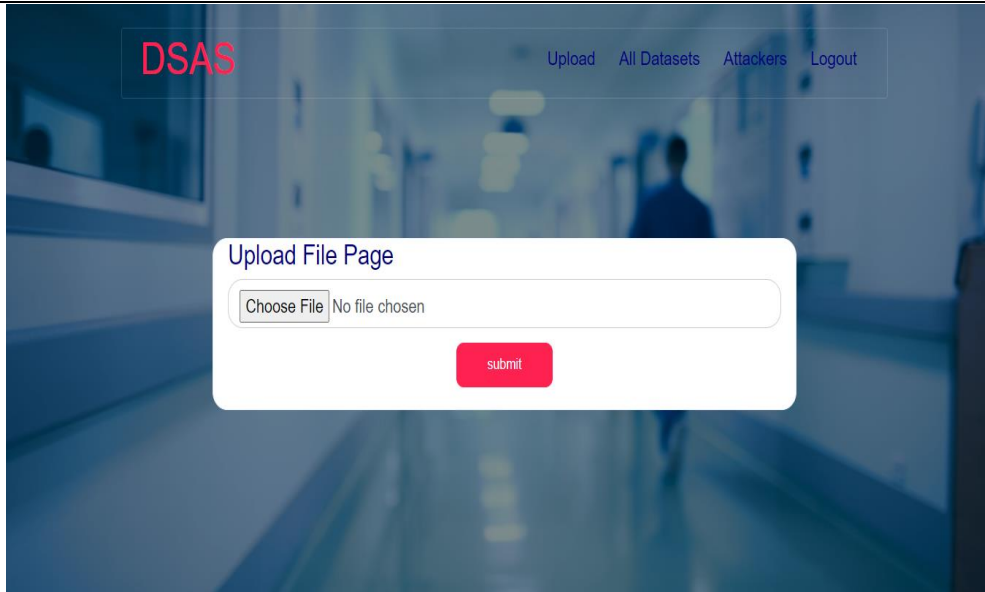 DSAS
Upload All Datasets Attackers Logout
Upload File Page
Choose File No file chosen
submit